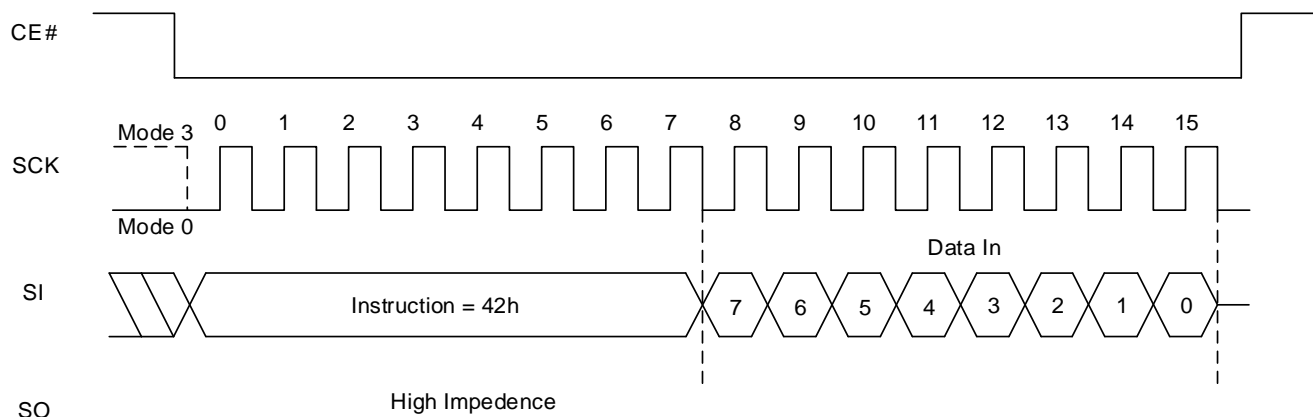 CE#
Mode 3
0 1 2 3 4 5 6 7 8 9 10 11 12 13 14 15
SCK
Mode 0
Data In
SI
Instruction = 42h
7 6 5 4 3 2 1 0
High Impedence
SO